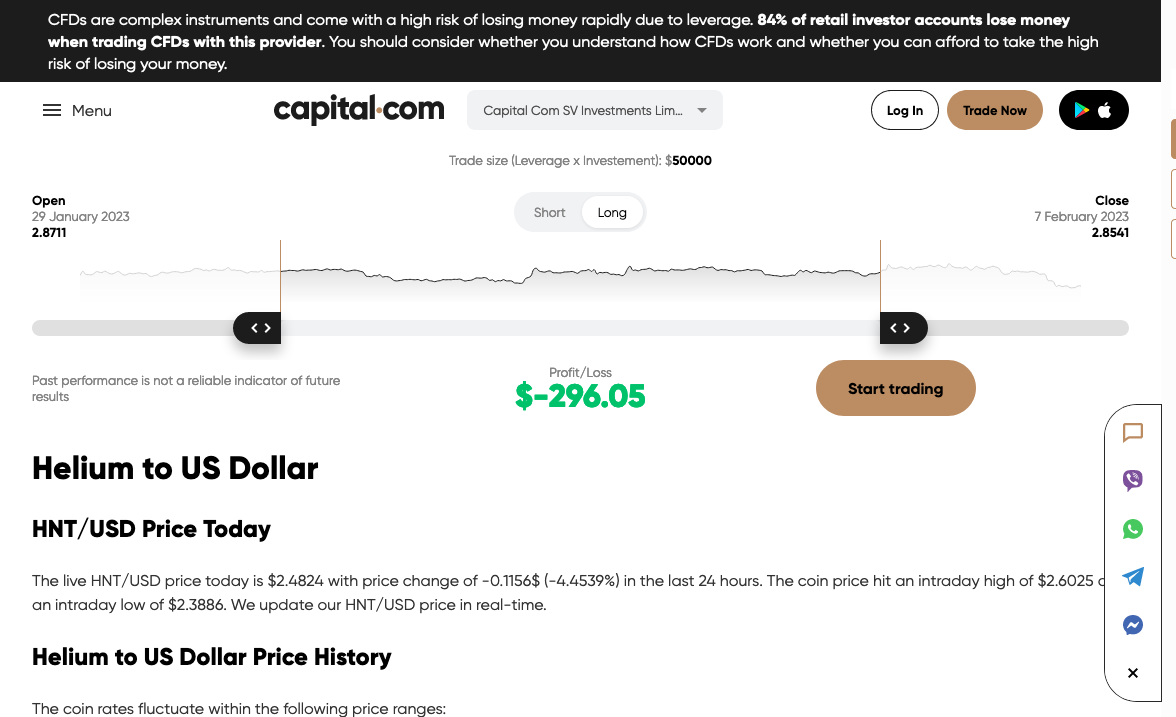 CFDs are complex instruments and come with a high risk of losing money rapidly due to leverage. 84% of retail investor accounts lose money
when trading CFDs with this provider. You should consider whether you understand how CFDs work and whether you can afford to take the high
risk of losing your money.
Menu
capital.com
Capital Com SV Investments Lim...
Log In
Trade Now
Trade size (Leverage x Investement): $50000
Open
29 January 2023
2.8711
Short
Long
Close
7 February 2023
2.8541
Past performance is not a reliable indicator of future
results
Profit/Loss
$-296.05
Start trading
Helium to US Dollar
HNT/USD Price Today
The live HNT/USD price today is $2.4824 with price change of -0.1156$ (-4.4539%) in the last 24 hours. The coin price hit an intraday high of $2.6025
an intraday low of $2.3886. We update our HNT/USD price in real-time.
Helium to US Dollar Price History
The coin rates fluctuate within the following price ranges: